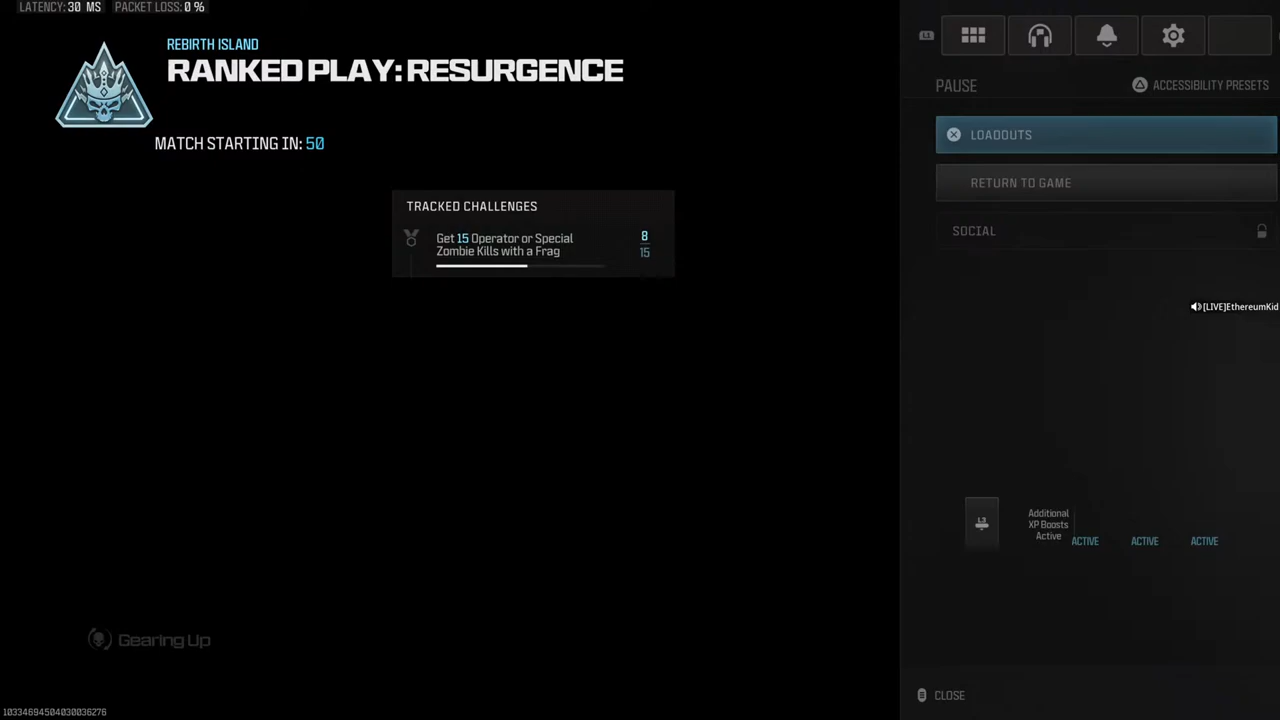 LATENCY: 30 MS PACKET LOSS: 0 %
REBIRTH ISLAND
RANKED PLAY: RESURGENCE
MATCH STARTING IN: 50
TRACKED CHALLENGES
Get 15 Operator or Special
Zombie Kills with a Frag
8
15
Gearing Up
10334694504030036276
L1
PAUSE
ACCESSIBILITY PRESETS
LOADOUTS
RETURN TO GAME
SOCIAL
[LIVE]EthereumKid
L3
Additional
XP Boosts
Active
ACTIVE ACTIVE ACTIVE
CLOSE